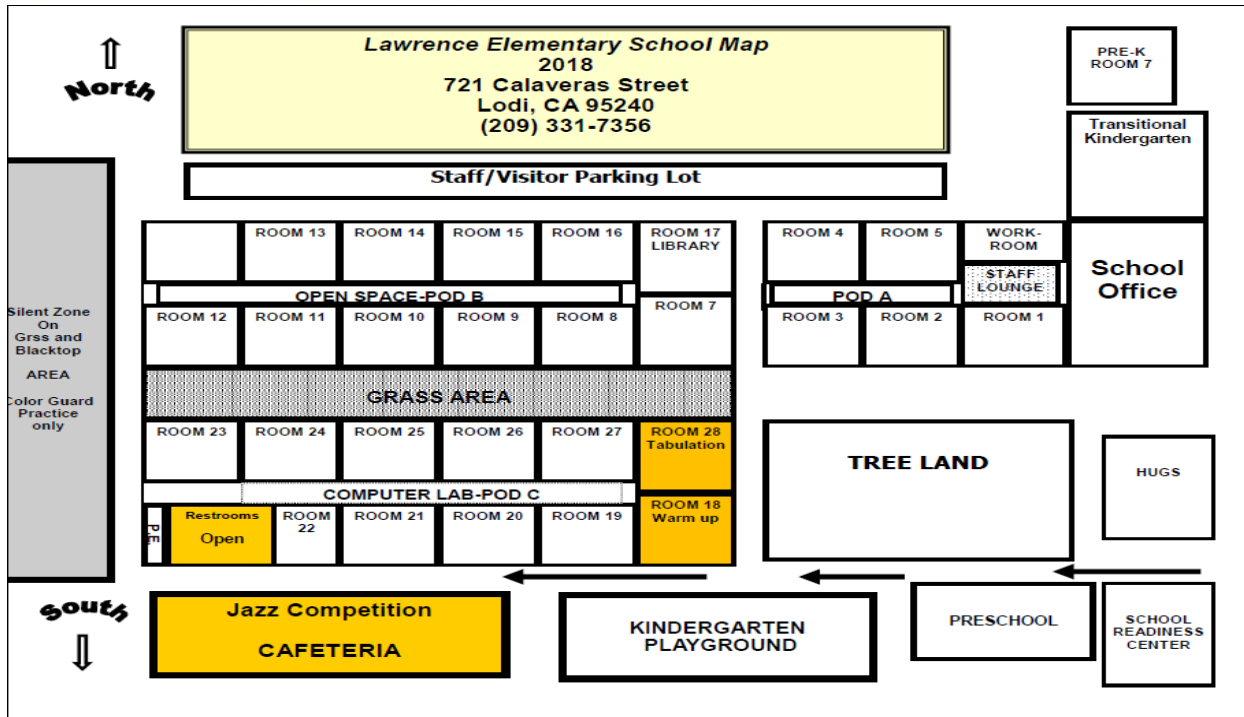 North
Lawrence Elementary School Map
2018
721 Calaveras Street
Lodi, CA 95240
(209) 331-7356
PRE-K
ROOM 7
Transitional
Kindergarten
Staff/Visitor Parking Lot
ROOM 13
ROOM 14
ROOM 15
ROOM 16
ROOM 17
LIBRARY
ROOM 4
ROOM 5
WORK-
ROOM
STAFF
LOUNGE
School
Office
OPEN SPACE-POD B
POD A
ROOM 12
ROOM 11
ROOM 10
ROOM 9
ROOM 8
ROOM 7
ROOM 3
ROOM 2
ROOM 1
Silent Zone
On
Grss and
Blacktop
AREA
Color Guard
Practice
only
GRASS AREA
ROOM 23
ROOM 24
ROOM 25
ROOM 26
ROOM 27
ROOM 28
Tabulation
TREE LAND
HUGS
COMPUTER LAB-POD C
P.E.
Restrooms
Open
ROOM
22
ROOM 21
ROOM 20
ROOM 19
ROOM 18
Warm up
South
Jazz Competition
CAFETERIA
KINDERGARTEN
PLAYGROUND
PRESCHOOL
SCHOOL
READINESS
CENTER